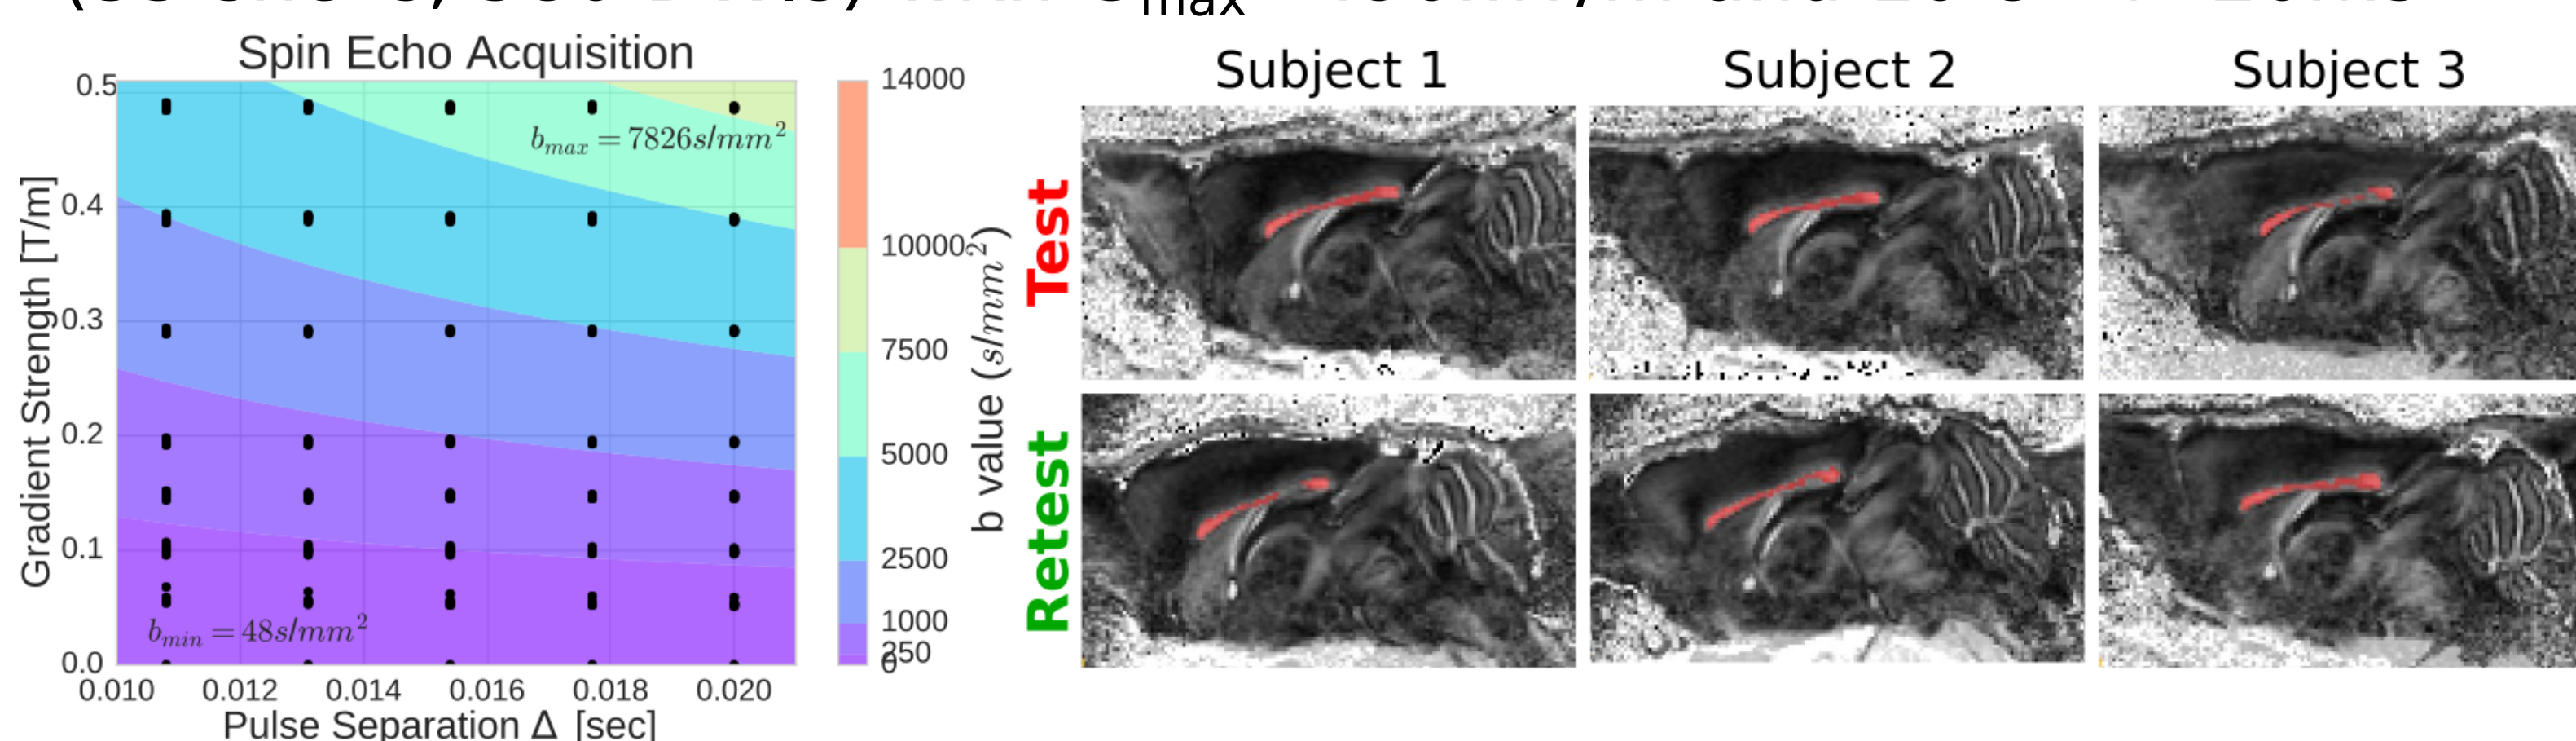 Spin Echo Acquisition
Gradient Strength [T/m]
0.5
0.4
0.3
0.2
0.1
0.0
b_max = 7826s/mm²
b_min = 48s/mm²
0.010 0.012 0.014 0.016 0.018 0.020
Pulse Separation Δ [sec]
14000
10000
7500
5000
2500
1000
250
0
b value (s/mm²)
Subject 1 Subject 2 Subject 3
Test
Retest